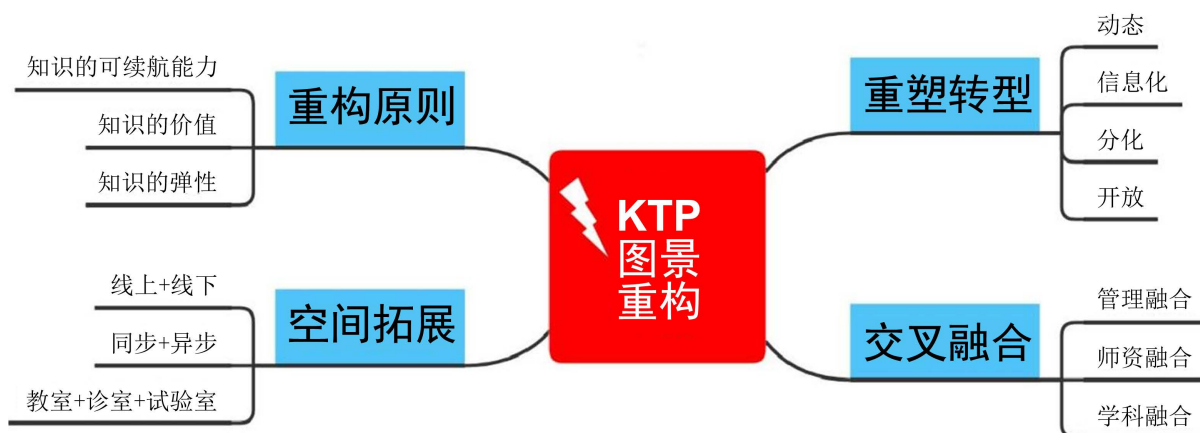 知识的可续航能力
知识的价值
知识的弹性
重构原则
线上+线下
同步+异步
教室+诊室+试验室
空间拓展
KTP
图景
重构
重塑转型
动态
信息化
分化
开放
交叉融合
管理融合
师资融合
学科融合